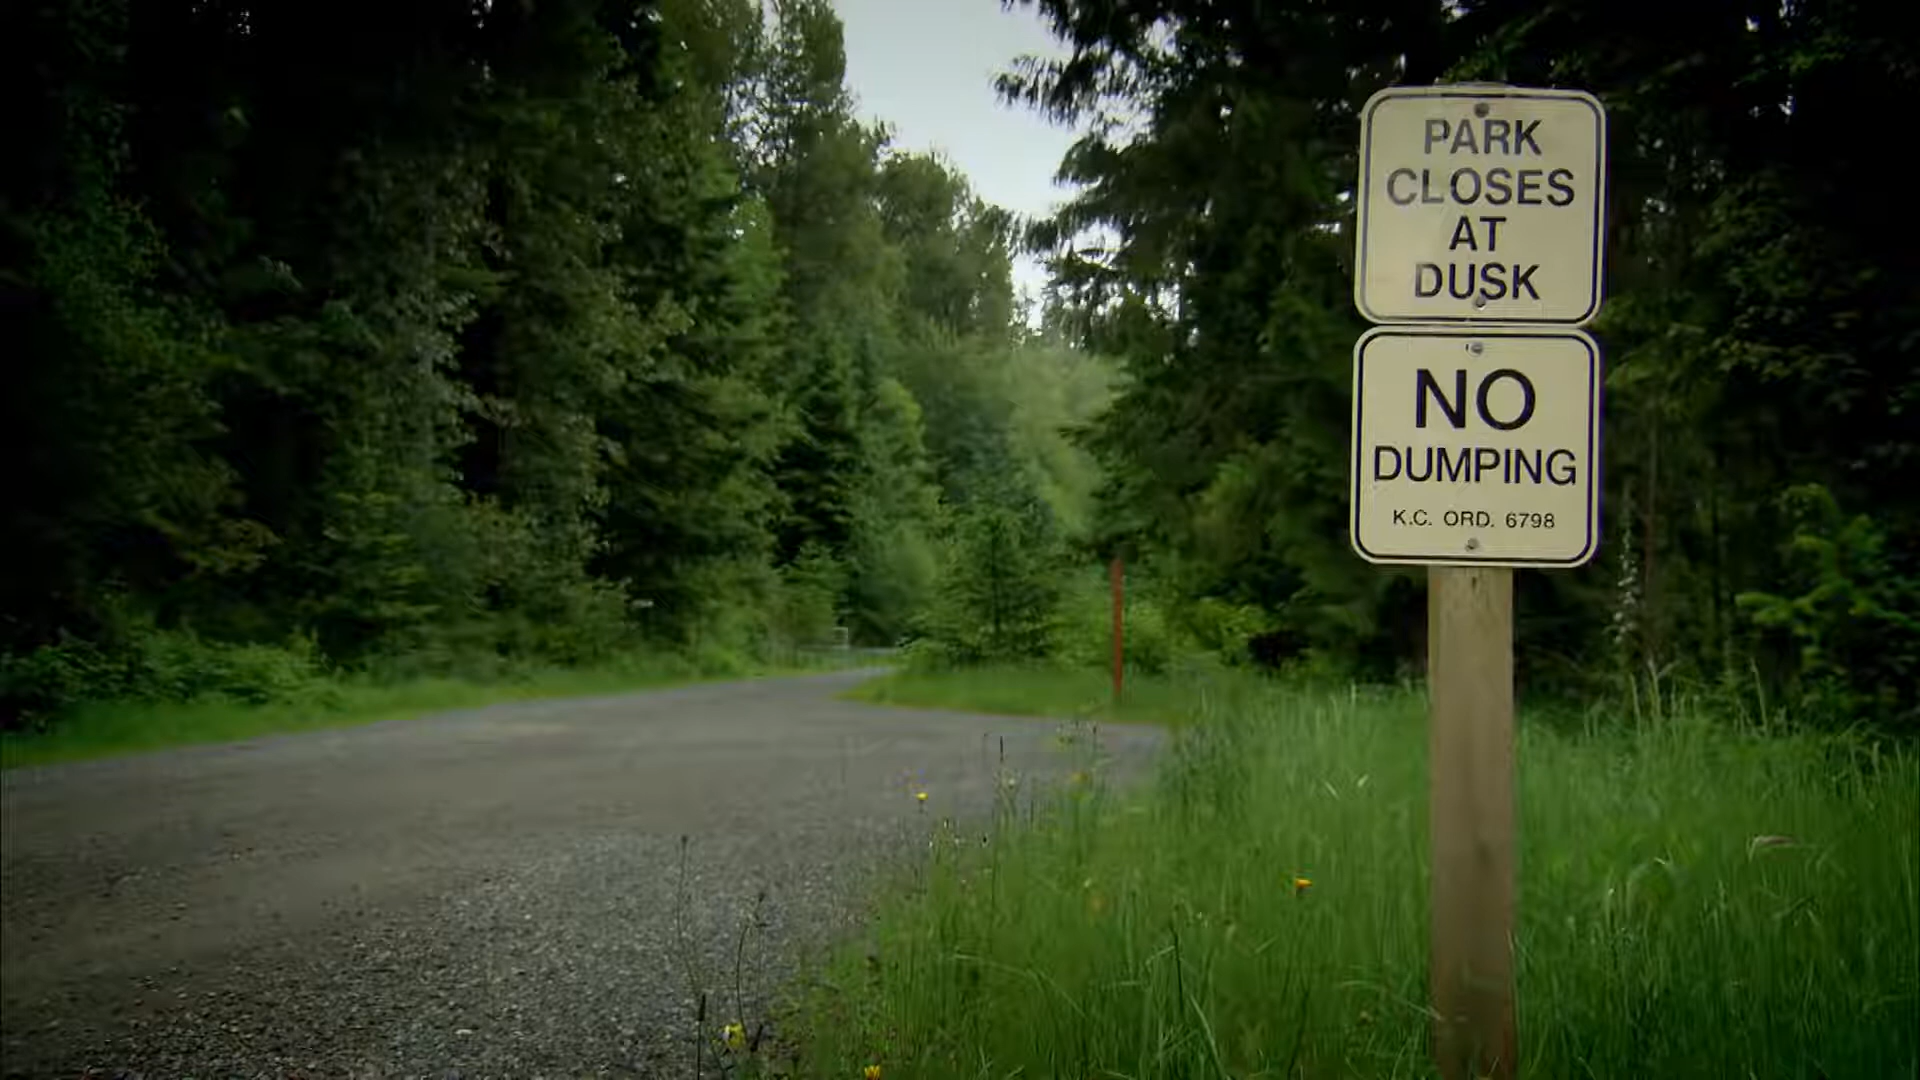 PARK
CLOSES
AT
DUSK
NO
DUMPING
K.C. ORD. 6798